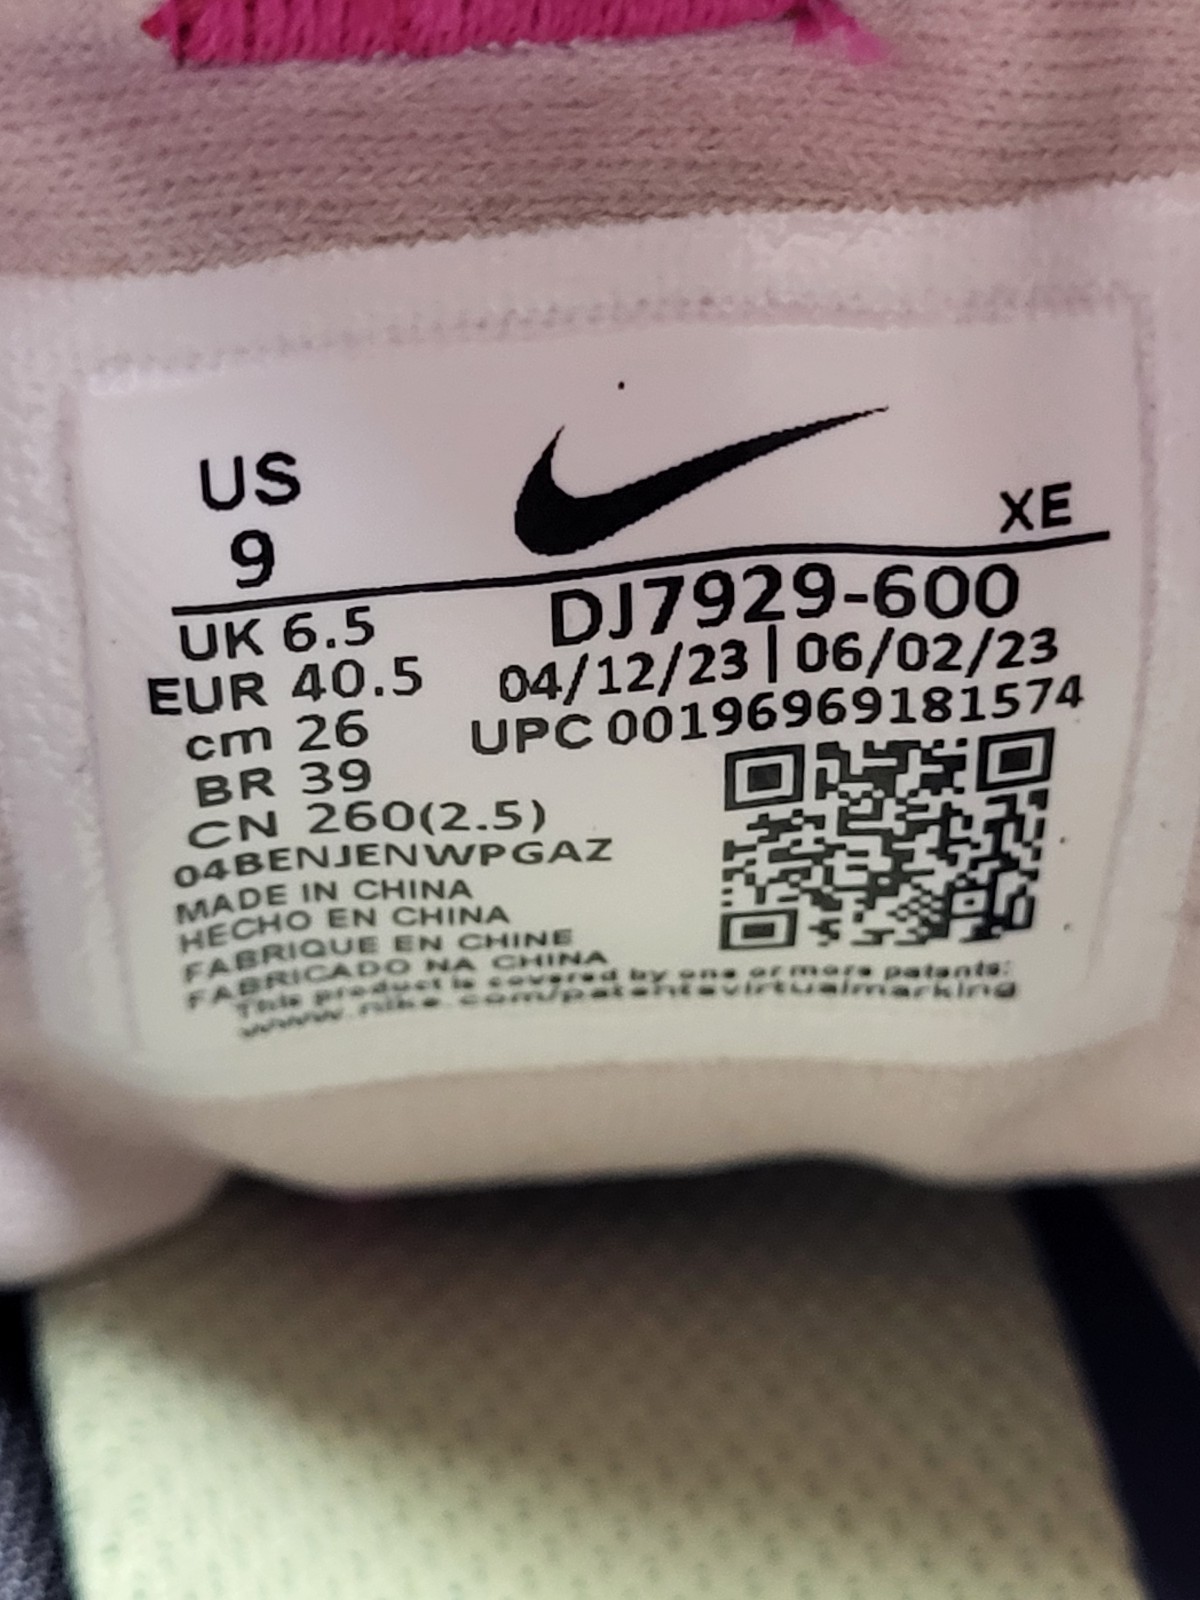 US
9
XE
UK 6.5
EUR 40.5
cm 26
BR 39
CN 260(2.5)
DJ7929-600
04/12/23 | 06/02/23
UPC 00196969181574
04BENJENWPGAZ
MADE IN CHINA
HECHO EN CHINA
FABRIQUE EN CHINE
FABRICADO NA CHINA
This product is covered by one or more patents:
www.nike.com/patentsvirtualmarking